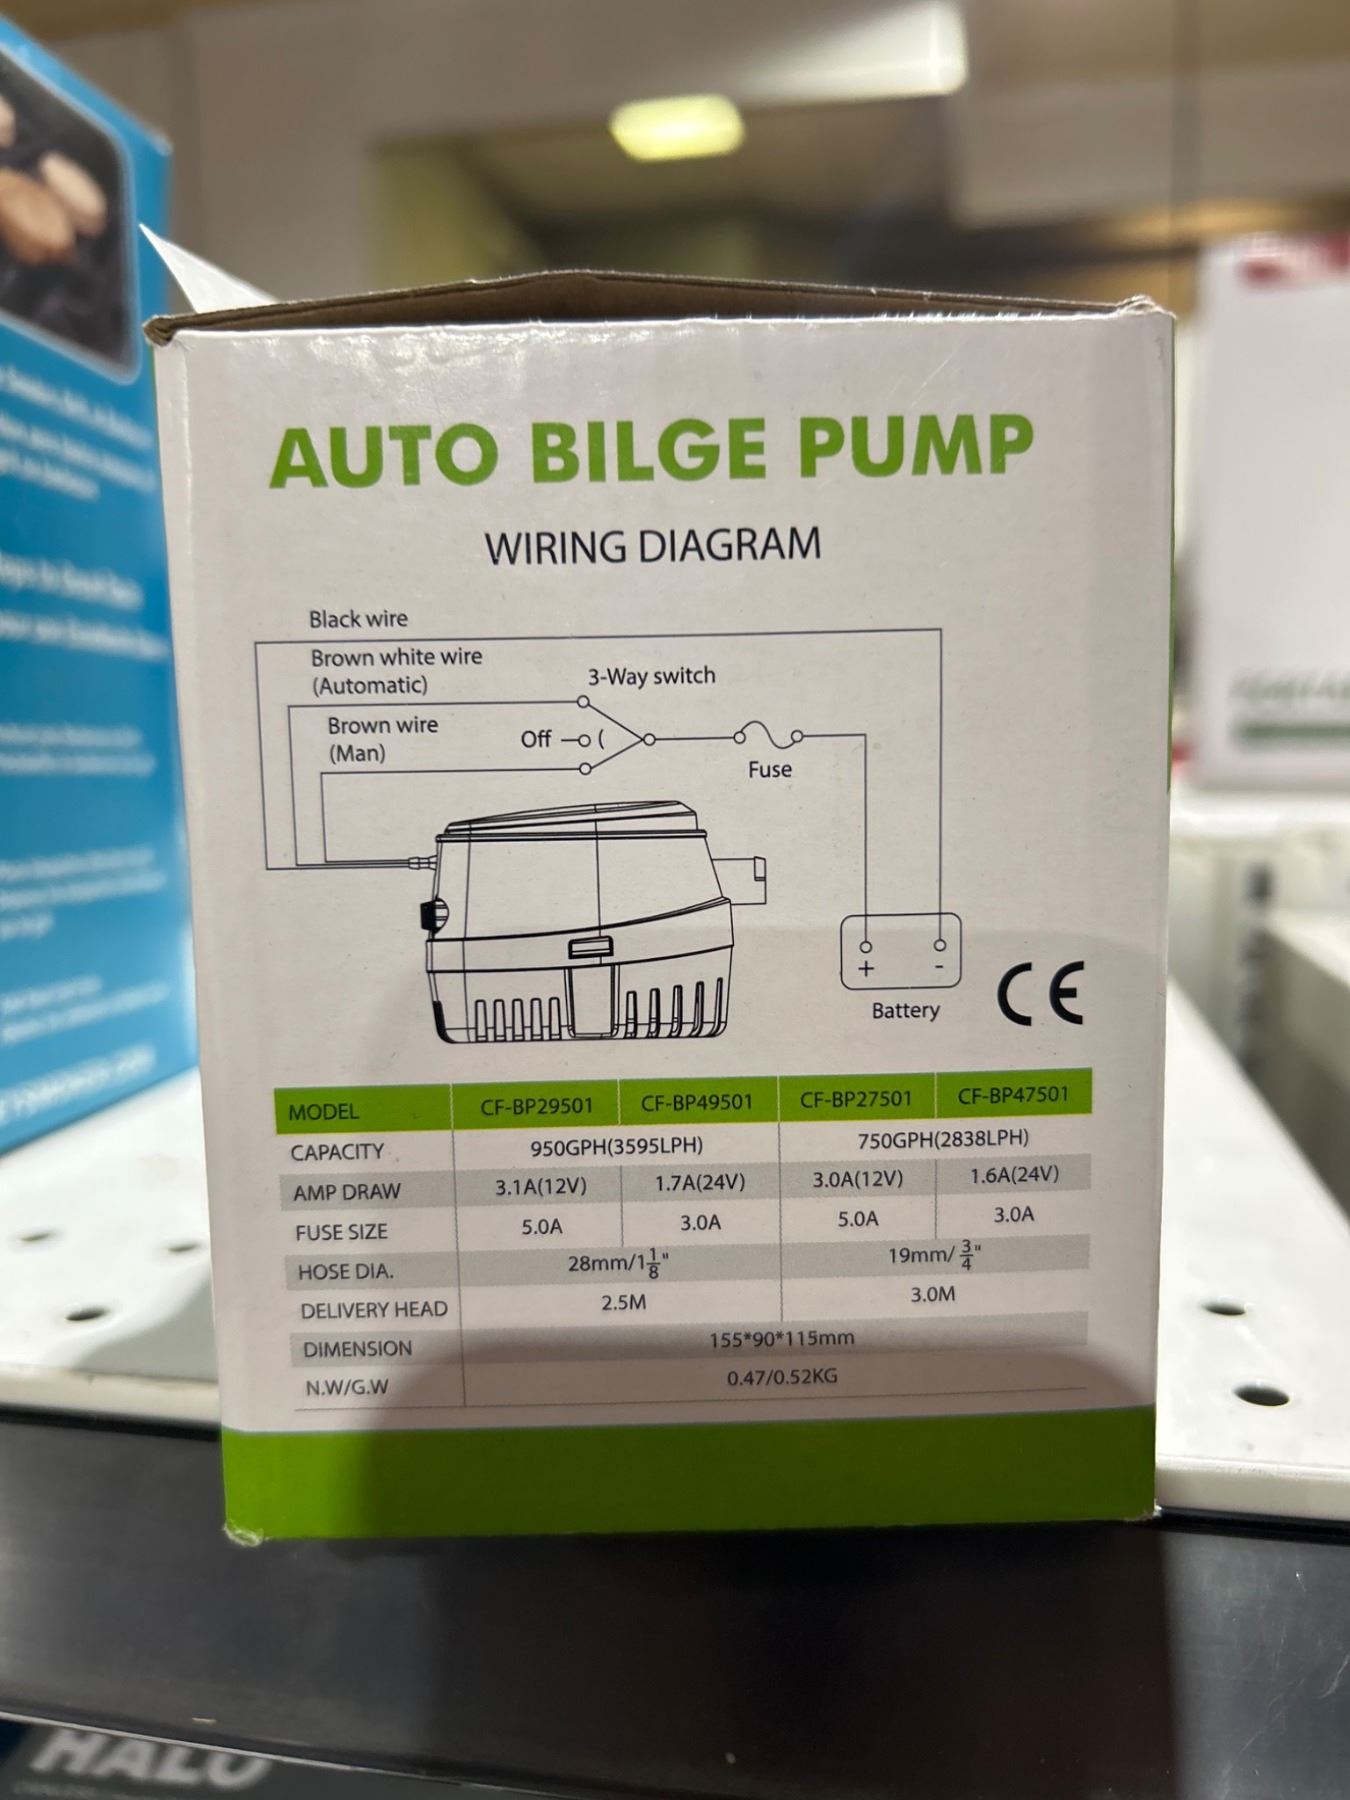 AUTO BILGE PUMP
WIRING DIAGRAM
Black wire
Brown white wire
(Automatic)
3-Way switch
Brown wire
(Man)
Off
Fuse
+ -
Battery
CE
MODEL CF-BP29501 CF-BP49501 CF-BP27501 CF-BP47501
CAPACITY 950GPH(3595LPH) 750GPH(2838LPH)
AMP DRAW 3.1A(12V) 1.7A(24V) 3.0A(12V) 1.6A(24V)
FUSE SIZE 5.0A 3.0A 5.0A 3.0A
HOSE DIA. 28mm/1 1/8" 19mm/ 3/4"
DELIVERY HEAD 2.5M 3.0M
DIMENSION 155*90*115mm
N.W/G.W 0.47/0.52KG
HALO